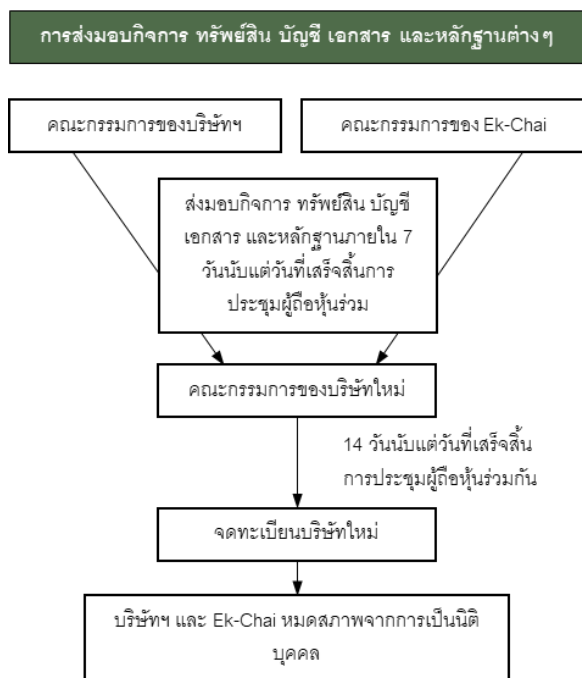 การส่งมอบกิจการ ทรัพย์สิน บัญชี เอกสาร และหลักฐานต่างๆ
คณะกรรมการของบริษัทฯ
คณะกรรมการของ Ek-Chai
ส่งมอบกิจการ ทรัพย์สิน บัญชี
เอกสาร และหลักฐานภายใน 7
วันนับแต่วันที่เสร็จสิ้นการ
ประชุมผู้ถือหุ้นร่วม
คณะกรรมการของบริษัทใหม่
14 วันนับแต่วันที่เสร็จสิ้น
การประชุมผู้ถือหุ้นร่วมกัน
จดทะเบียนบริษัทใหม่
บริษัทฯ และ Ek-Chai หมดสภาพจากการเป็นนิติ
บุคคล